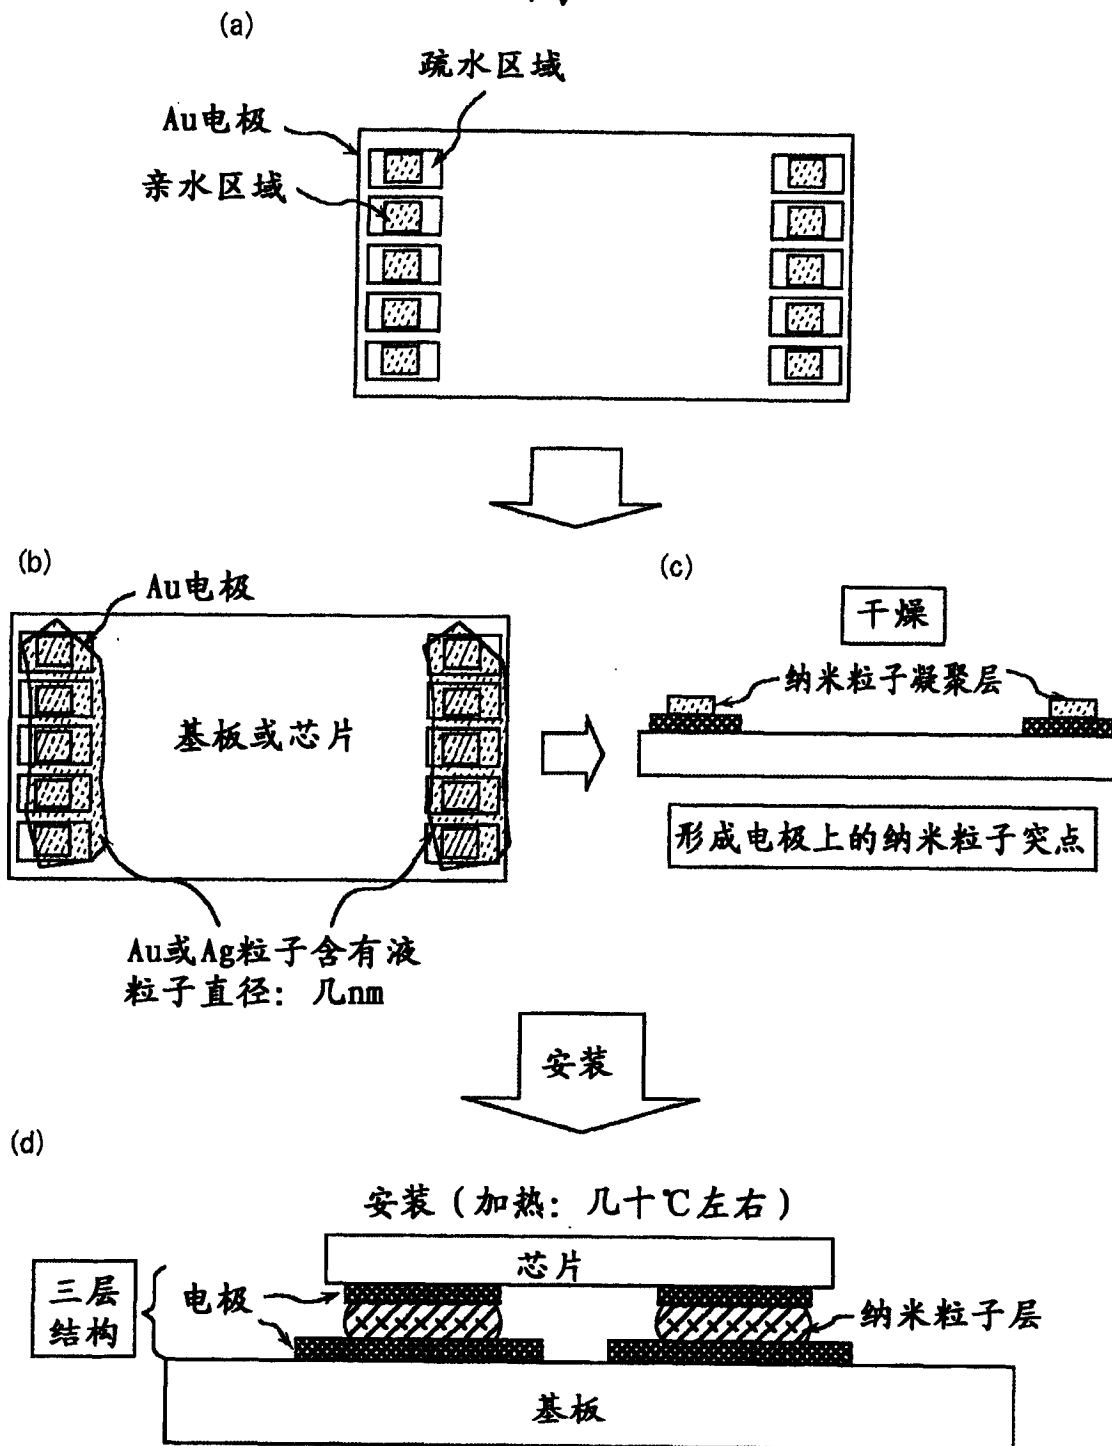 (a)
疏水区域
Au电极
亲水区域
(b)
Au电极
基板或芯片
Au或Ag粒子含有液
粒子直径：几nm
(c)
干燥
纳米粒子凝聚层
形成电极上的纳米粒子突点
安装
(d)
安装（加热：几十℃左右）
芯片
三层
结构
电极
纳米粒子层
基板